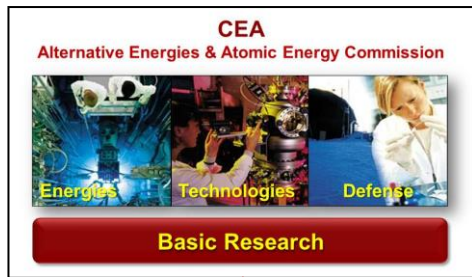 CEA
Alternative Energies & Atomic Energy Commission
Energies Technologies Defense
Basic Research